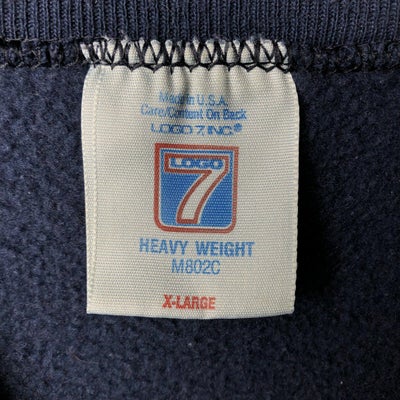 Made in U.S.A.
Care/Content On Back
LOGO 7, INC®
LOGO
7
HEAVY WEIGHT
M802C
X-LARGE